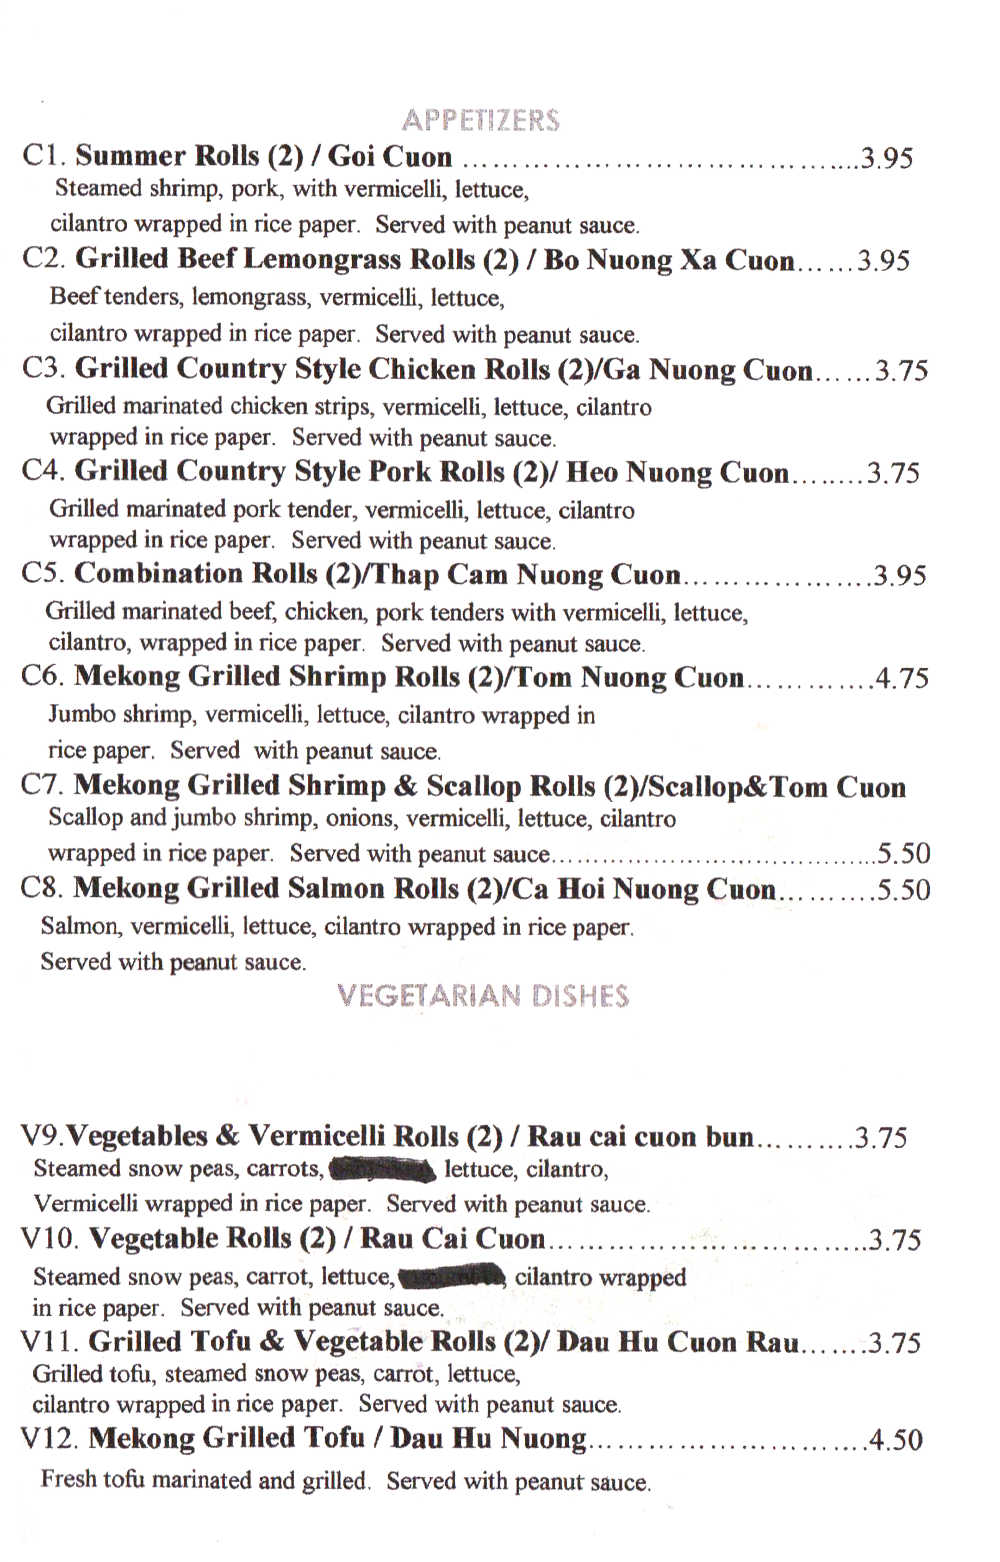 APPETIZERS
C1. Summer Rolls (2) / Goi Cuon ........................................3.95
Steamed shrimp, pork, with vermicelli, lettuce,
cilantro wrapped in rice paper. Served with peanut sauce.
C2. Grilled Beef Lemongrass Rolls (2) / Bo Nuong Xa Cuon......3.95
Beef tenders, lemongrass, vermicelli, lettuce,
cilantro wrapped in rice paper. Served with peanut sauce.
C3. Grilled Country Style Chicken Rolls (2)/Ga Nuong Cuon......3.75
Grilled marinated chicken strips, vermicelli, lettuce, cilantro
wrapped in rice paper. Served with peanut sauce.
C4. Grilled Country Style Pork Rolls (2)/ Heo Nuong Cuon........3.75
Grilled marinated pork tender, vermicelli, lettuce, cilantro
wrapped in rice paper. Served with peanut sauce.
C5. Combination Rolls (2)/Thap Cam Nuong Cuon...................3.95
Grilled marinated beef, chicken, pork tenders with vermicelli, lettuce,
cilantro, wrapped in rice paper. Served with peanut sauce.
C6. Mekong Grilled Shrimp Rolls (2)/Tom Nuong Cuon.............4.75
Jumbo shrimp, vermicelli, lettuce, cilantro wrapped in
rice paper. Served with peanut sauce.
C7. Mekong Grilled Shrimp & Scallop Rolls (2)/Scallop&Tom Cuon
Scallop and jumbo shrimp, onions, vermicelli, lettuce, cilantro
wrapped in rice paper. Served with peanut sauce.......................................5.50
C8. Mekong Grilled Salmon Rolls (2)/Ca Hoi Nuong Cuon..........5.50
Salmon, vermicelli, lettuce, cilantro wrapped in rice paper.
Served with peanut sauce.
VEGETARIAN DISHES
V9.Vegetables & Vermicelli Rolls (2) / Rau cai cuon bun..........3.75
Steamed snow peas, carrots, lettuce, cilantro,
Vermicelli wrapped in rice paper. Served with peanut sauce.
V10. Vegetable Rolls (2) / Rau Cai Cuon................................3.75
Steamed snow peas, carrot, lettuce, cilantro wrapped
in rice paper. Served with peanut sauce.
V11. Grilled Tofu & Vegetable Rolls (2)/ Dau Hu Cuon Rau.......3.75
Grilled tofu, steamed snow peas, carrot, lettuce,
cilantro wrapped in rice paper. Served with peanut sauce.
V12. Mekong Grilled Tofu / Dau Hu Nuong............................4.50
Fresh tofu marinated and grilled. Served with peanut sauce.